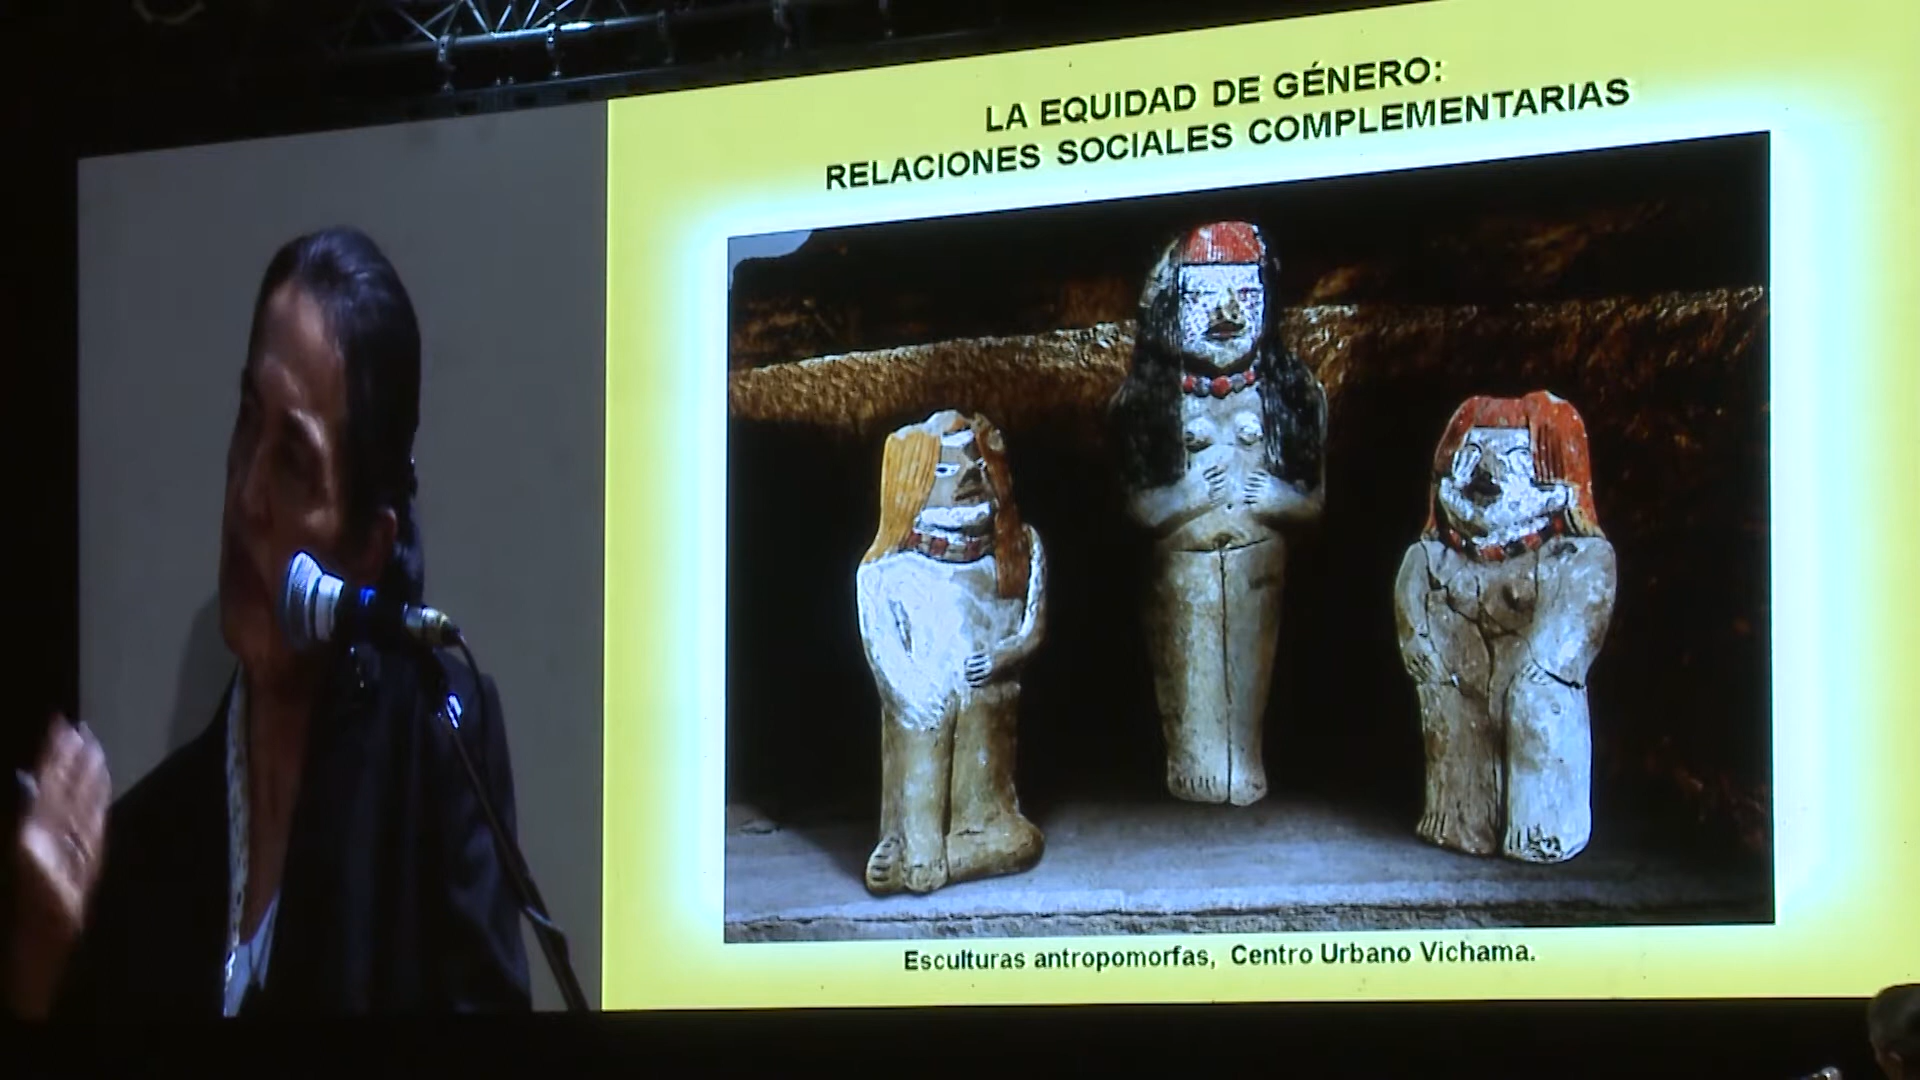 LA EQUIDAD DE GÉNERO:
RELACIONES SOCIALES COMPLEMENTARIAS
Esculturas antropomorfas, Centro Urbano Vichama.